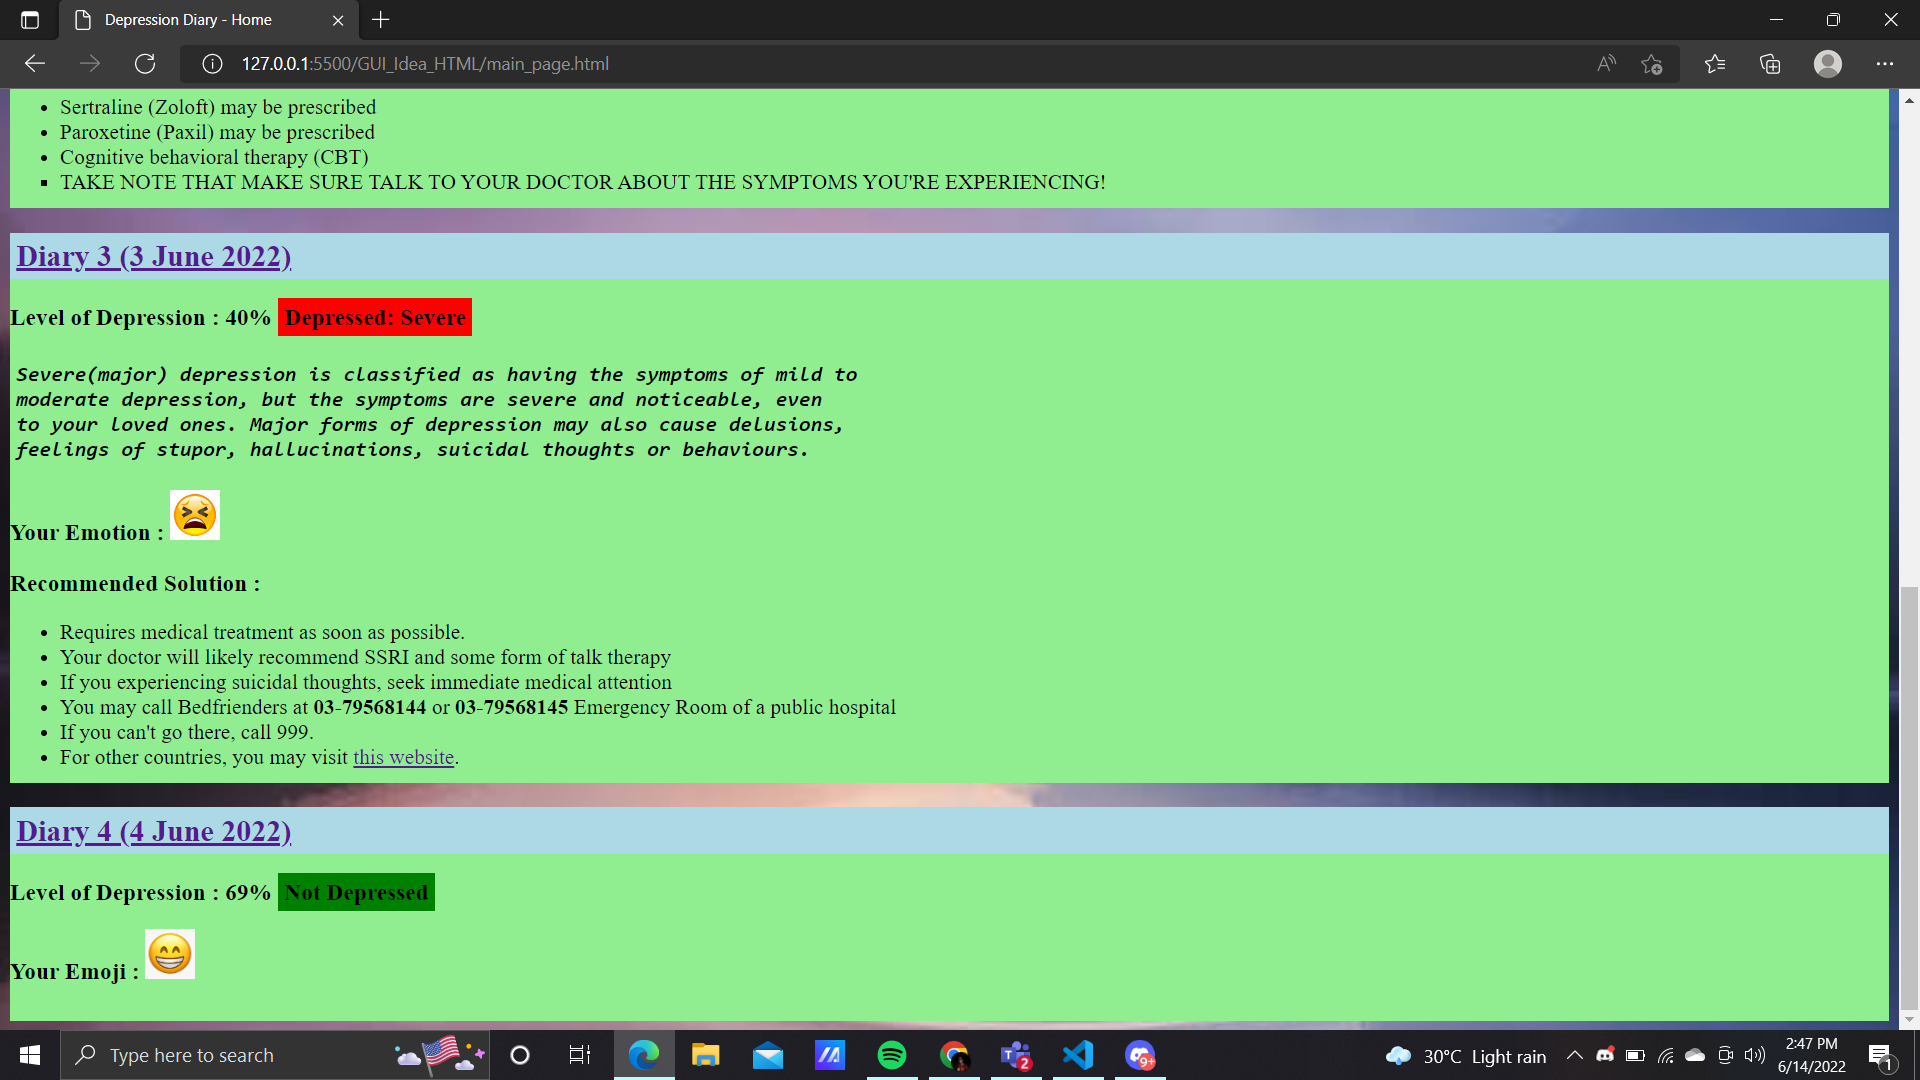 Depression Diary - Home
127.0.0.1:5500/GUI_Idea_HTML/main_page.html
Sertraline (Zoloft) may be prescribed
Paroxetine (Paxil) may be prescribed
Cognitive behavioral therapy (CBT)
TAKE NOTE THAT MAKE SURE TALK TO YOUR DOCTOR ABOUT THE SYMPTOMS YOU'RE EXPERIENCING!
Diary 3 (3 June 2022)
Level of Depression : 40% Depressed: Severe
Severe(major) depression is classified as having the symptoms of mild to
moderate depression, but the symptoms are severe and noticeable, even
to your loved ones. Major forms of depression may also cause delusions,
feelings of stupor, hallucinations, suicidal thoughts or behaviours.
Your Emotion :
Recommended Solution :
Requires medical treatment as soon as possible.
Your doctor will likely recommend SSRI and some form of talk therapy
If you experiencing suicidal thoughts, seek immediate medical attention
You may call Bedfrienders at 03-79568144 or 03-79568145 Emergency Room of a public hospital
If you can't go there, call 999.
For other countries, you may visit this website.
Diary 4 (4 June 2022)
Level of Depression : 69% Not Depressed
Your Emoji :
Type here to search
2
9+
30°C Light rain
2:47 PM
6/14/2022
1